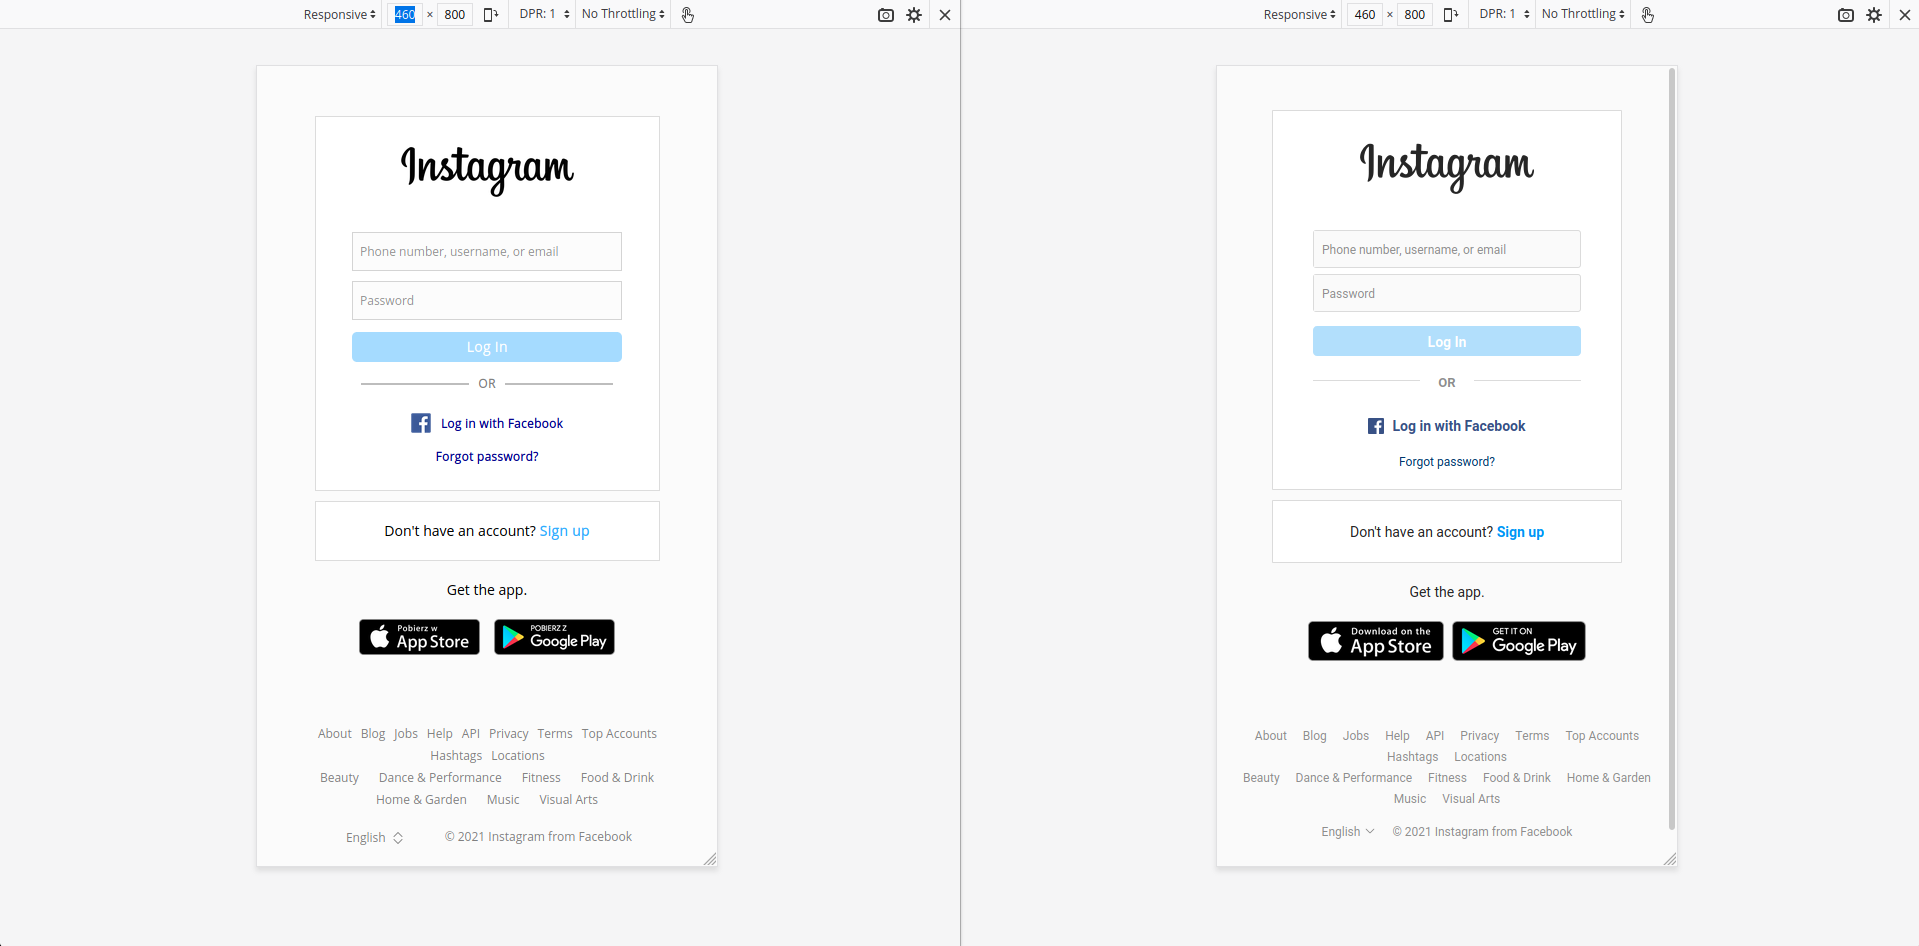 Responsive 460 × 800 DPR: 1 No Throttling
Instagram
Phone number, username, or email
Password
Log In
OR
Log in with Facebook
Forgot password?
Don't have an account? Sign up
Get the app.
Pobierz w
App Store
POBIERZ Z
Google Play
About Blog Jobs Help API Privacy Terms Top Accounts
Hashtags Locations
Beauty Dance & Performance Fitness Food & Drink
Home & Garden Music Visual Arts
English © 2021 Instagram from Facebook
Responsive 460 × 800 DPR: 1 No Throttling
Instagram
Phone number, username, or email
Password
Log In
OR
Log in with Facebook
Forgot password?
Don't have an account? Sign up
Get the app.
Download on the
App Store
GET IT ON
Google Play
About Blog Jobs Help API Privacy Terms Top Accounts
Hashtags Locations
Beauty Dance & Performance Fitness Food & Drink Home & Garden
Music Visual Arts
English © 2021 Instagram from Facebook